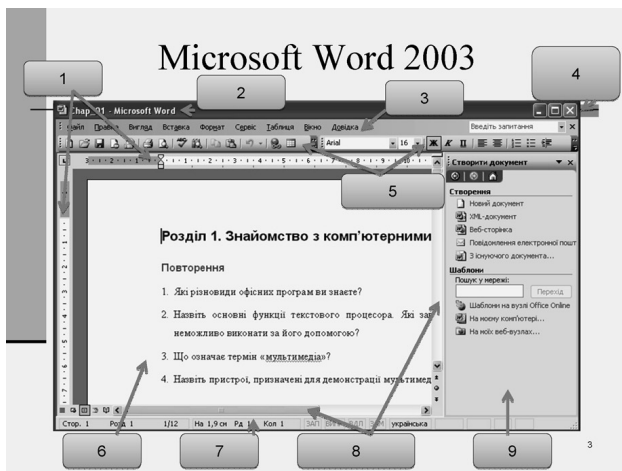 Microsoft Word 2003
1
2
3
4
Chap_01 - Microsoft Word
Файл Правка Вигляд Вставка Формат Сервіс Таблиця Вікно Довідка
Введіть запитання
Arial
16
Ж К П
5
Створити документ
Створення
Новий документ
XML-документ
Веб-сторінка
Повідомлення електронної пошт
З існуючого документа...
Шаблони
Пошук у мережі:
Перехід
Шаблони на вузлі Office Online
На моєму комп'ютері...
На моїх веб-вузлах...
Розділ 1. Знайомство з комп'ютерними
Повторення
1. Які різновиди офісних програм ви знаєте?
2. Назвіть основні функції текстового процесора. Які зав
неможливо виконати за його допомогою?
3. Що означає термін «мультимедіа»?
4. Назвіть пристрої, призначені для демонстрації мультимед
Стор. 1 Розд 1 1/12 На 1,9см Рд 1 Кол 1 ЗАП українська
6
7
8
9
3